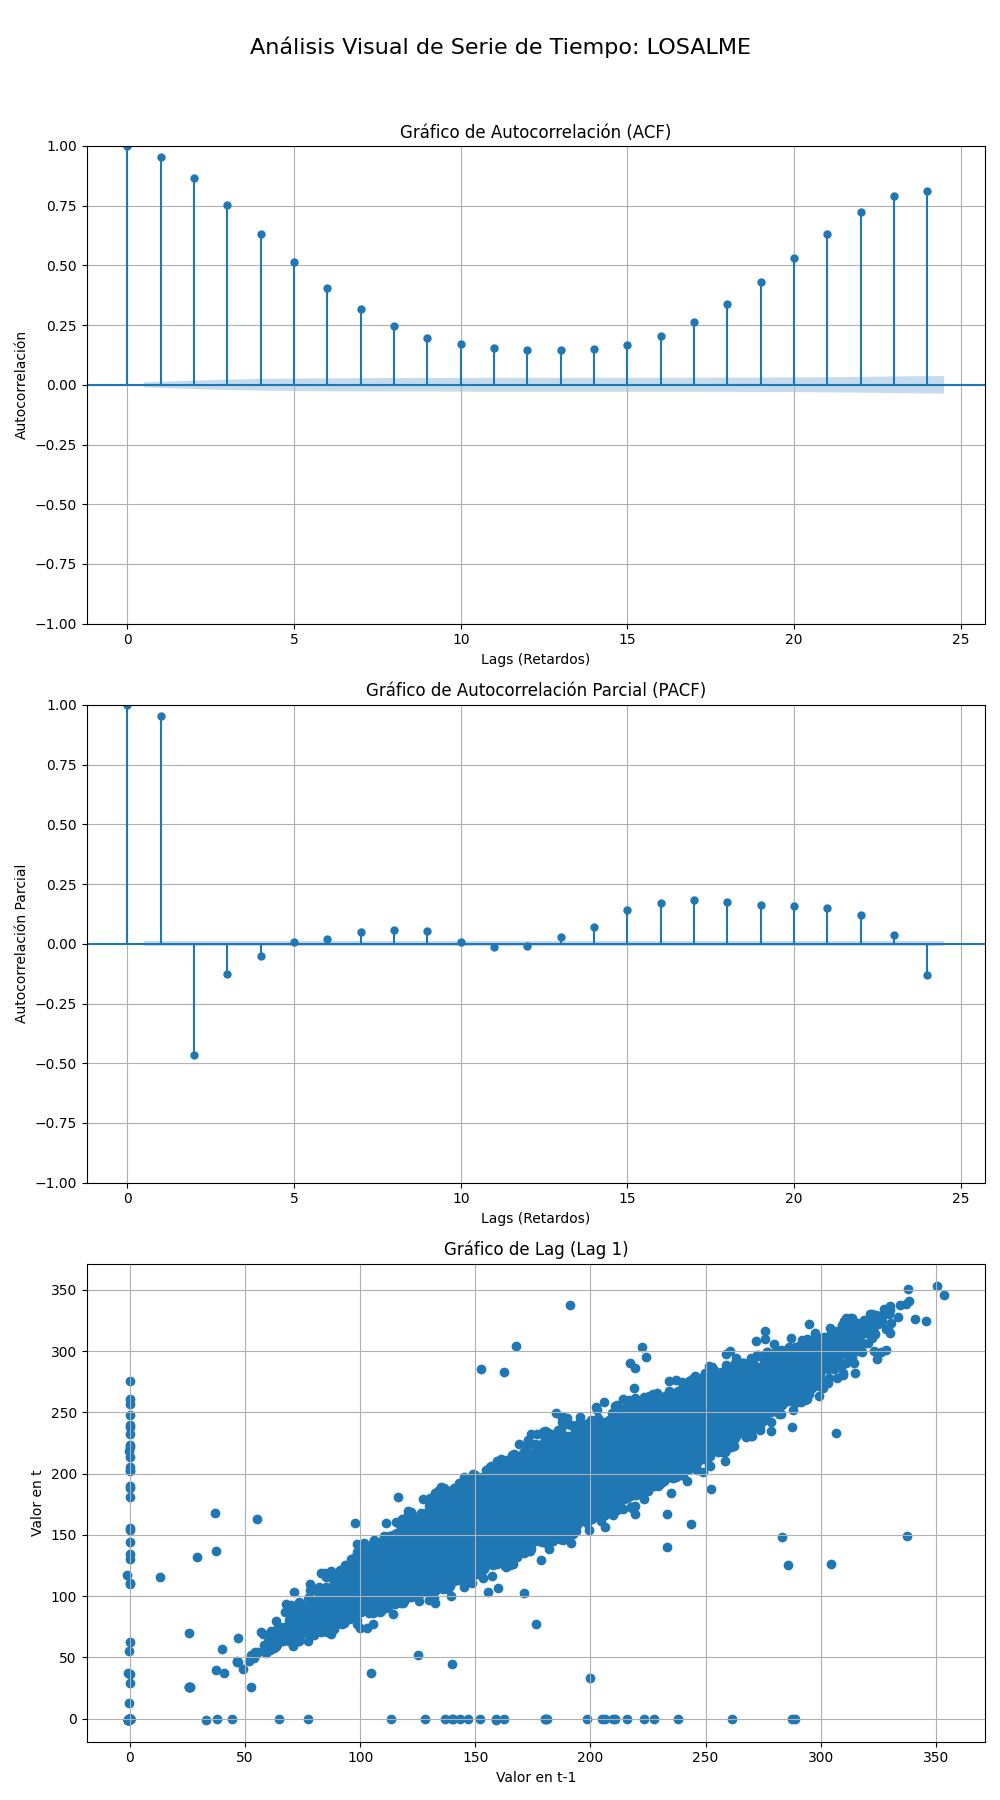 Análisis Visual de Serie de Tiempo: LOSALME
Gráfico de Autocorrelación (ACF)
1.00
0.75
0.50
0.25
0.00
−0.25
−0.50
−0.75
−1.00
Autocorrelación
0 5 10 15 20 25
Lags (Retardos)
Gráfico de Autocorrelación Parcial (PACF)
1.00
0.75
0.50
0.25
0.00
−0.25
−0.50
−0.75
−1.00
Autocorrelación Parcial
0 5 10 15 20 25
Lags (Retardos)
Gráfico de Lag (Lag 1)
350
300
250
200
150
100
50
0
Valor en t
0 50 100 150 200 250 300 350
Valor en t-1